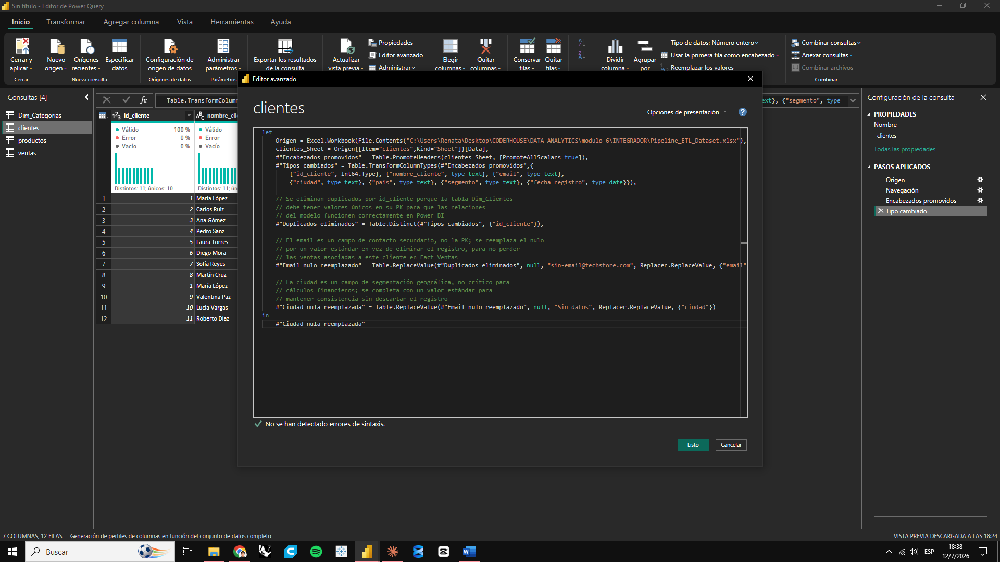 Sin título - Editor de Power Query
Inicio
Transformar
Agregar columna
Vista
Herramientas
Ayuda
Cerrar y aplicar
Nuevo origen
Orígenes recientes
Especificar datos
Configuración de origen de datos
Administrar parámetros
Exportar los resultados de la consulta
Actualizar vista previa
Propiedades
Editor avanzado
Administrar
Elegir columnas
Quitar columnas
Conservar filas
Quitar filas
Dividir columna
Agrupar por
Tipo de datos: Número entero
Usar la primera fila como encabezado
Reemplazar los valores
Combinar consultas
Anexar consultas
Combinar archivos
Cerrar
Nueva consulta
Orígenes de datos
Parámetros
Combinar
Consultas [4]
Dim_Categorias
clientes
productos
ventas
fx
= Table.TransformColumn
ext}, {"segmento", type
id_cliente
nombre_cli
Válido 100 %
Error 0 %
Vacío 0 %
Distintos: 11; únicos: 10
Válido
Error
Vacío
Distintos: 11; ún
1 1 María López
2 2 Carlos Ruiz
3 3 Ana Gómez
4 4 Pedro Sanz
5 5 Laura Torres
6 6 Diego Mora
7 7 Sofía Reyes
8 8 Martín Cruz
9 1 María López
10 9 Valentina Paz
11 10 Lucía Vargas
12 11 Roberto Díaz
Editor avanzado
clientes
Opciones de presentación
?
let
Origen = Excel.Workbook(File.Contents("C:\Users\Renata\Desktop\CODERHOUSE\DATA ANALYTICS\modulo 6\INTEGRADOR\Pipeline_ETL_Dataset.xlsx"),
clientes_Sheet = Origen{[Item="clientes",Kind="Sheet"]}[Data],
#"Encabezados promovidos" = Table.PromoteHeaders(clientes_Sheet, [PromoteAllScalars=true]),
#"Tipos cambiados" = Table.TransformColumnTypes(#"Encabezados promovidos",{
{"id_cliente", Int64.Type}, {"nombre_cliente", type text}, {"email", type text},
{"ciudad", type text}, {"pais", type text}, {"segmento", type text}, {"fecha_registro", type date}}),
// Se eliminan duplicados por id_cliente porque la tabla Dim_Clientes
// debe tener valores únicos en su PK para que las relaciones
// del modelo funcionen correctamente en Power BI
#"Duplicados eliminados" = Table.Distinct(#"Tipos cambiados", {"id_cliente"}),
// El email es un campo de contacto secundario, no la PK; se reemplaza el nulo
// por un valor estándar en vez de eliminar el registro, para no perder
// las ventas asociadas a este cliente en Fact_Ventas
#"Email nulo reemplazado" = Table.ReplaceValue(#"Duplicados eliminados", null, "sin-email@techstore.com", Replacer.ReplaceValue, {"email"
// La ciudad es un campo de segmentación geográfica, no crítico para
// cálculos financieros; se completa con un valor estándar para
// mantener consistencia sin descartar el registro
#"Ciudad nula reemplazada" = Table.ReplaceValue(#"Email nulo reemplazado", null, "Sin datos", Replacer.ReplaceValue, {"ciudad"})
in
#"Ciudad nula reemplazada"
No se han detectado errores de sintaxis.
Listo
Cancelar
Configuración de la consulta
PROPIEDADES
Nombre
clientes
Todas las propiedades
PASOS APLICADOS
Origen
Navegación
Encabezados promovidos
Tipo cambiado
7 COLUMNAS, 12 FILAS
Generación de perfiles de columnas en función del conjunto de datos completo
VISTA PREVIA DESCARGADA A LAS 18:24
Buscar
ESP
18:38
12/7/2026